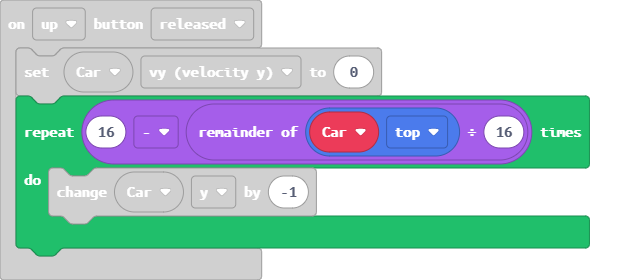 on up button released
set Car vy (velocity y) to 0
repeat 16 - remainder of Car top ÷ 16 times
do change Car y by -1